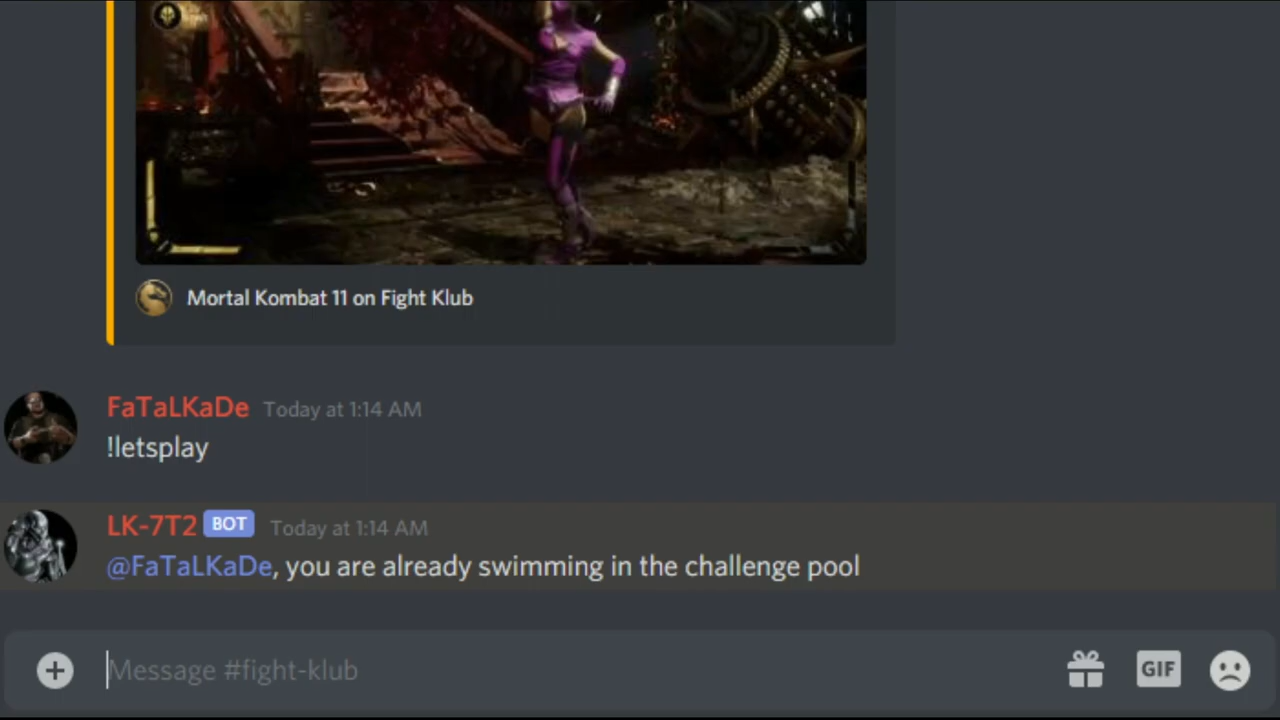 Mortal Kombat 11 on Fight Klub
FaTaLKaDe Today at 1:14 AM
!letsplay
LK-7T2 BOT Today at 1:14 AM
@FaTaLKaDe, you are already swimming in the challenge pool
Message #fight-klub
GIF